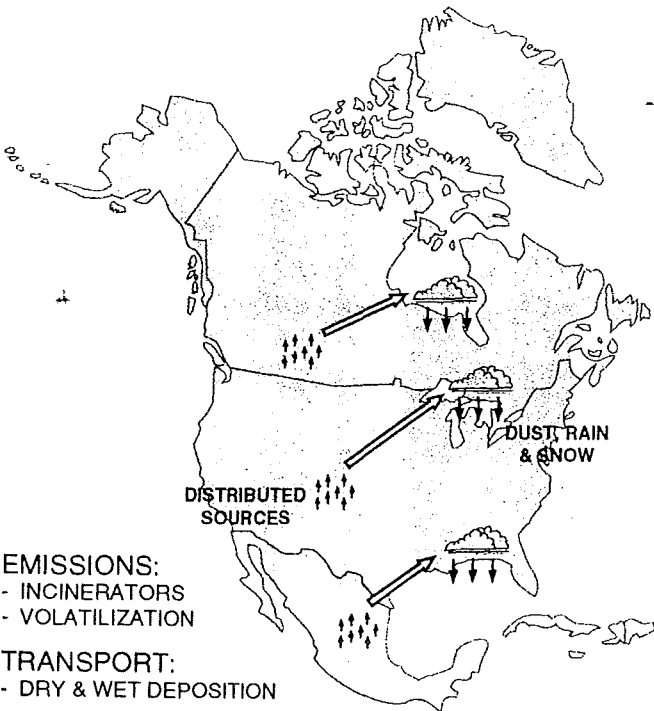 DUST, RAIN
& SNOW
DISTRIBUTED
SOURCES
EMISSIONS:
- INCINERATORS
- VOLATILIZATION
TRANSPORT:
- DRY & WET DEPOSITION